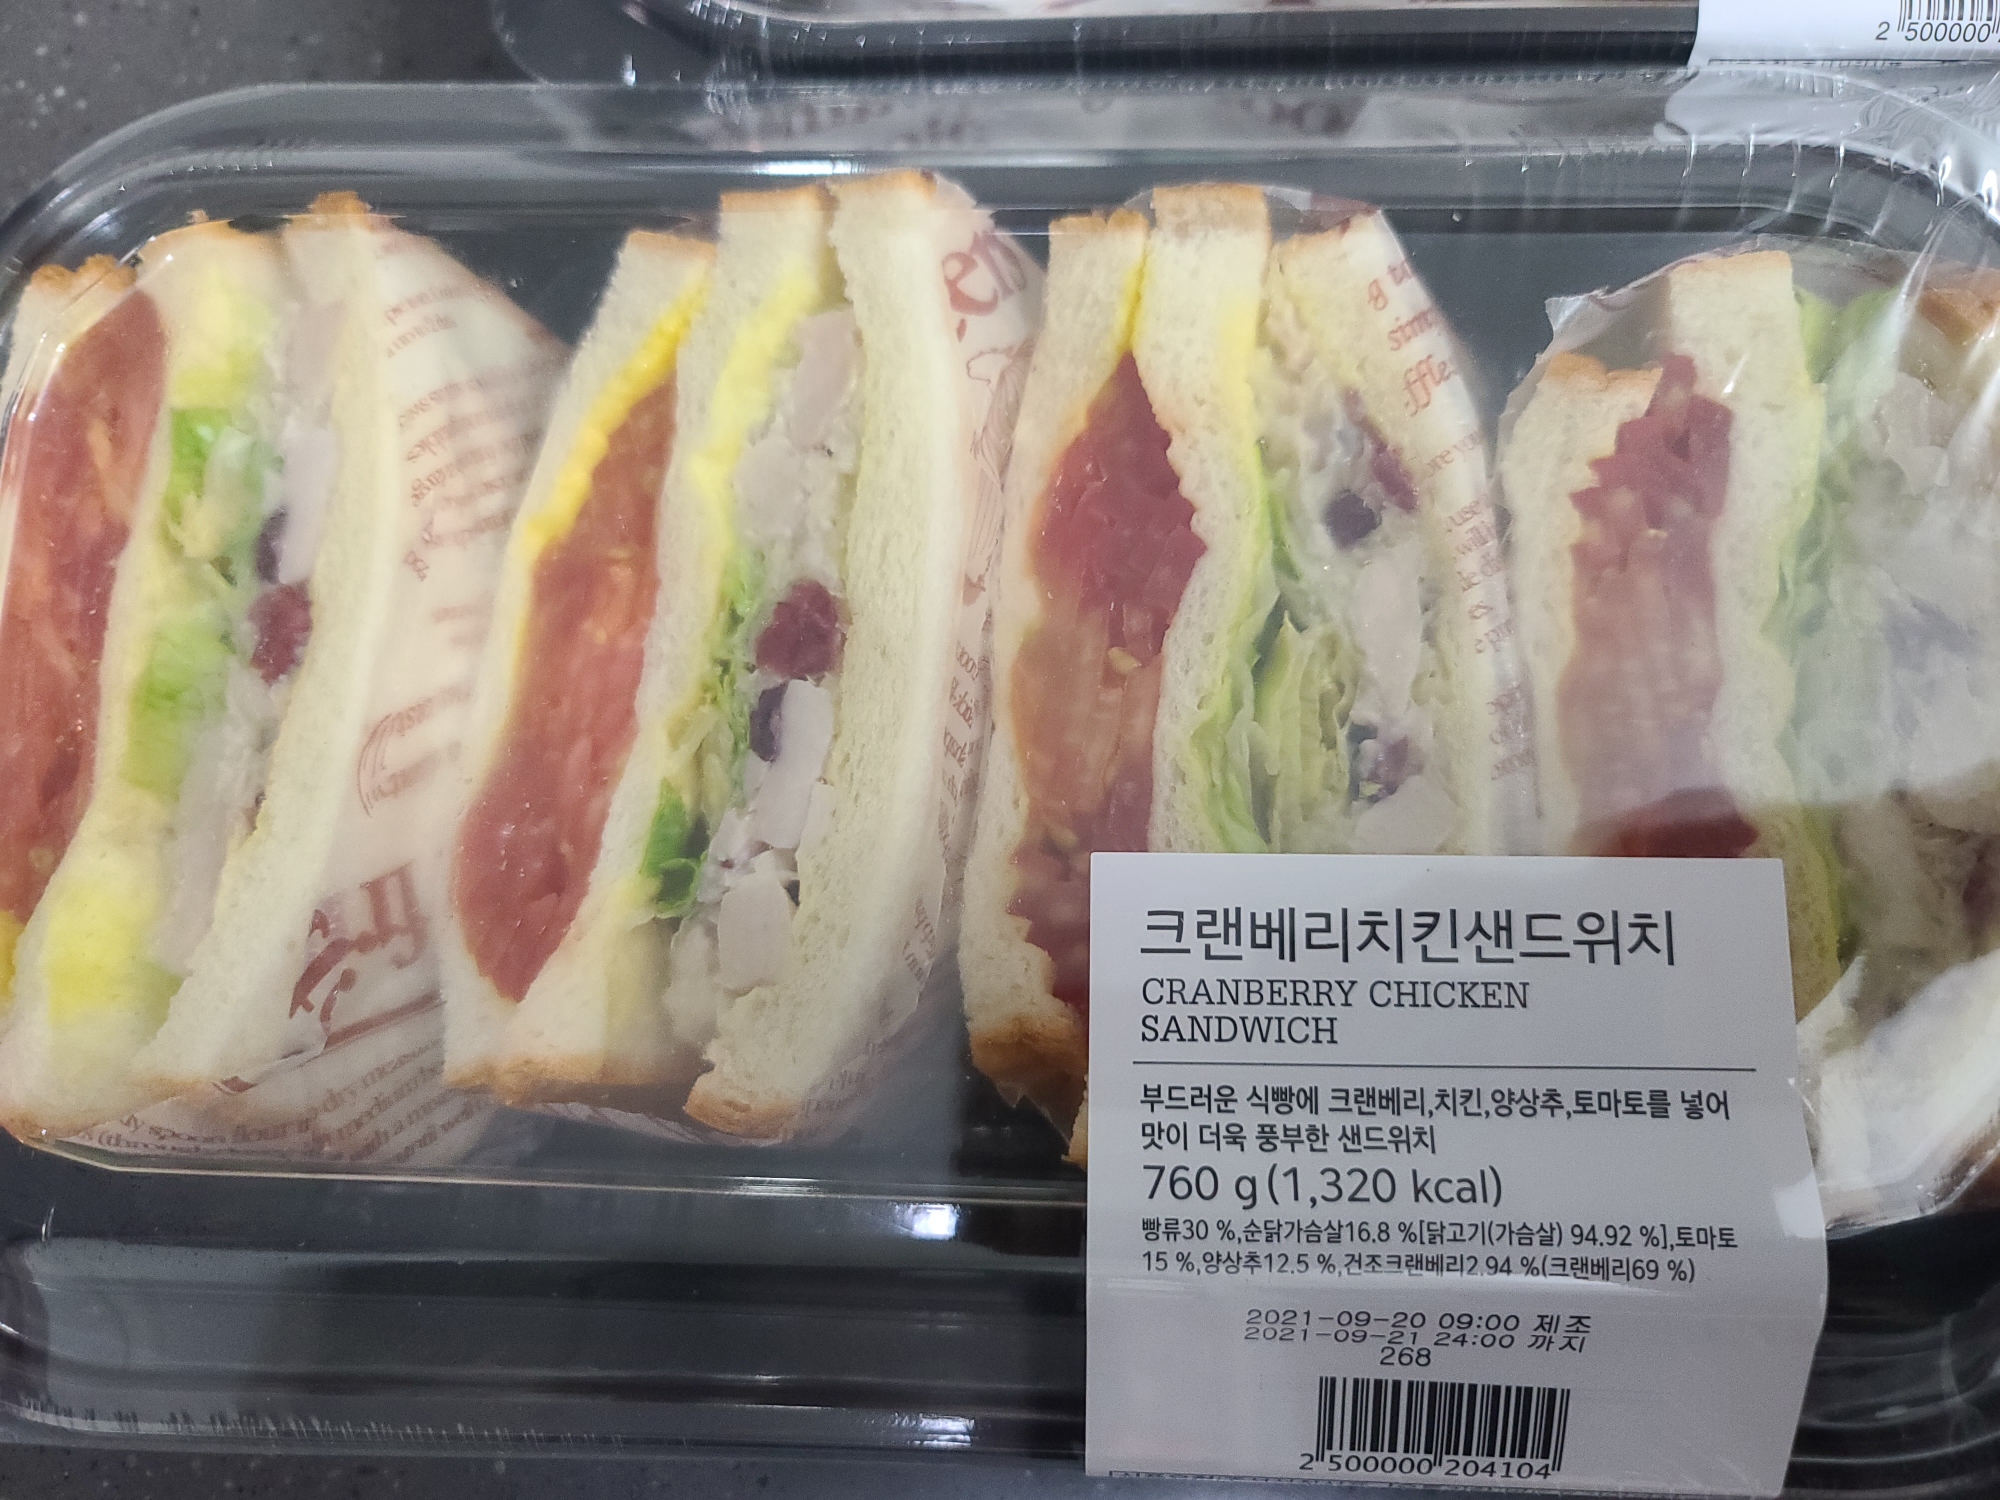 2 500000
크랜베리치킨샌드위치
CRANBERRY CHICKEN
SANDWICH
부드러운 식빵에 크랜베리,치킨,양상추,토마토를 넣어
맛이 더욱 풍부한 샌드위치
760 g (1,320 kcal)
빵류30 %,순닭가슴살16.8 %[닭고기(가슴살) 94.92 %],토마토
15 %,양상추12.5 %,건조크랜베리2.94 %(크랜베리69 %)
2021-09-20 09:00 제조
2021-09-21 24:00 까지
268
2 500000 204104